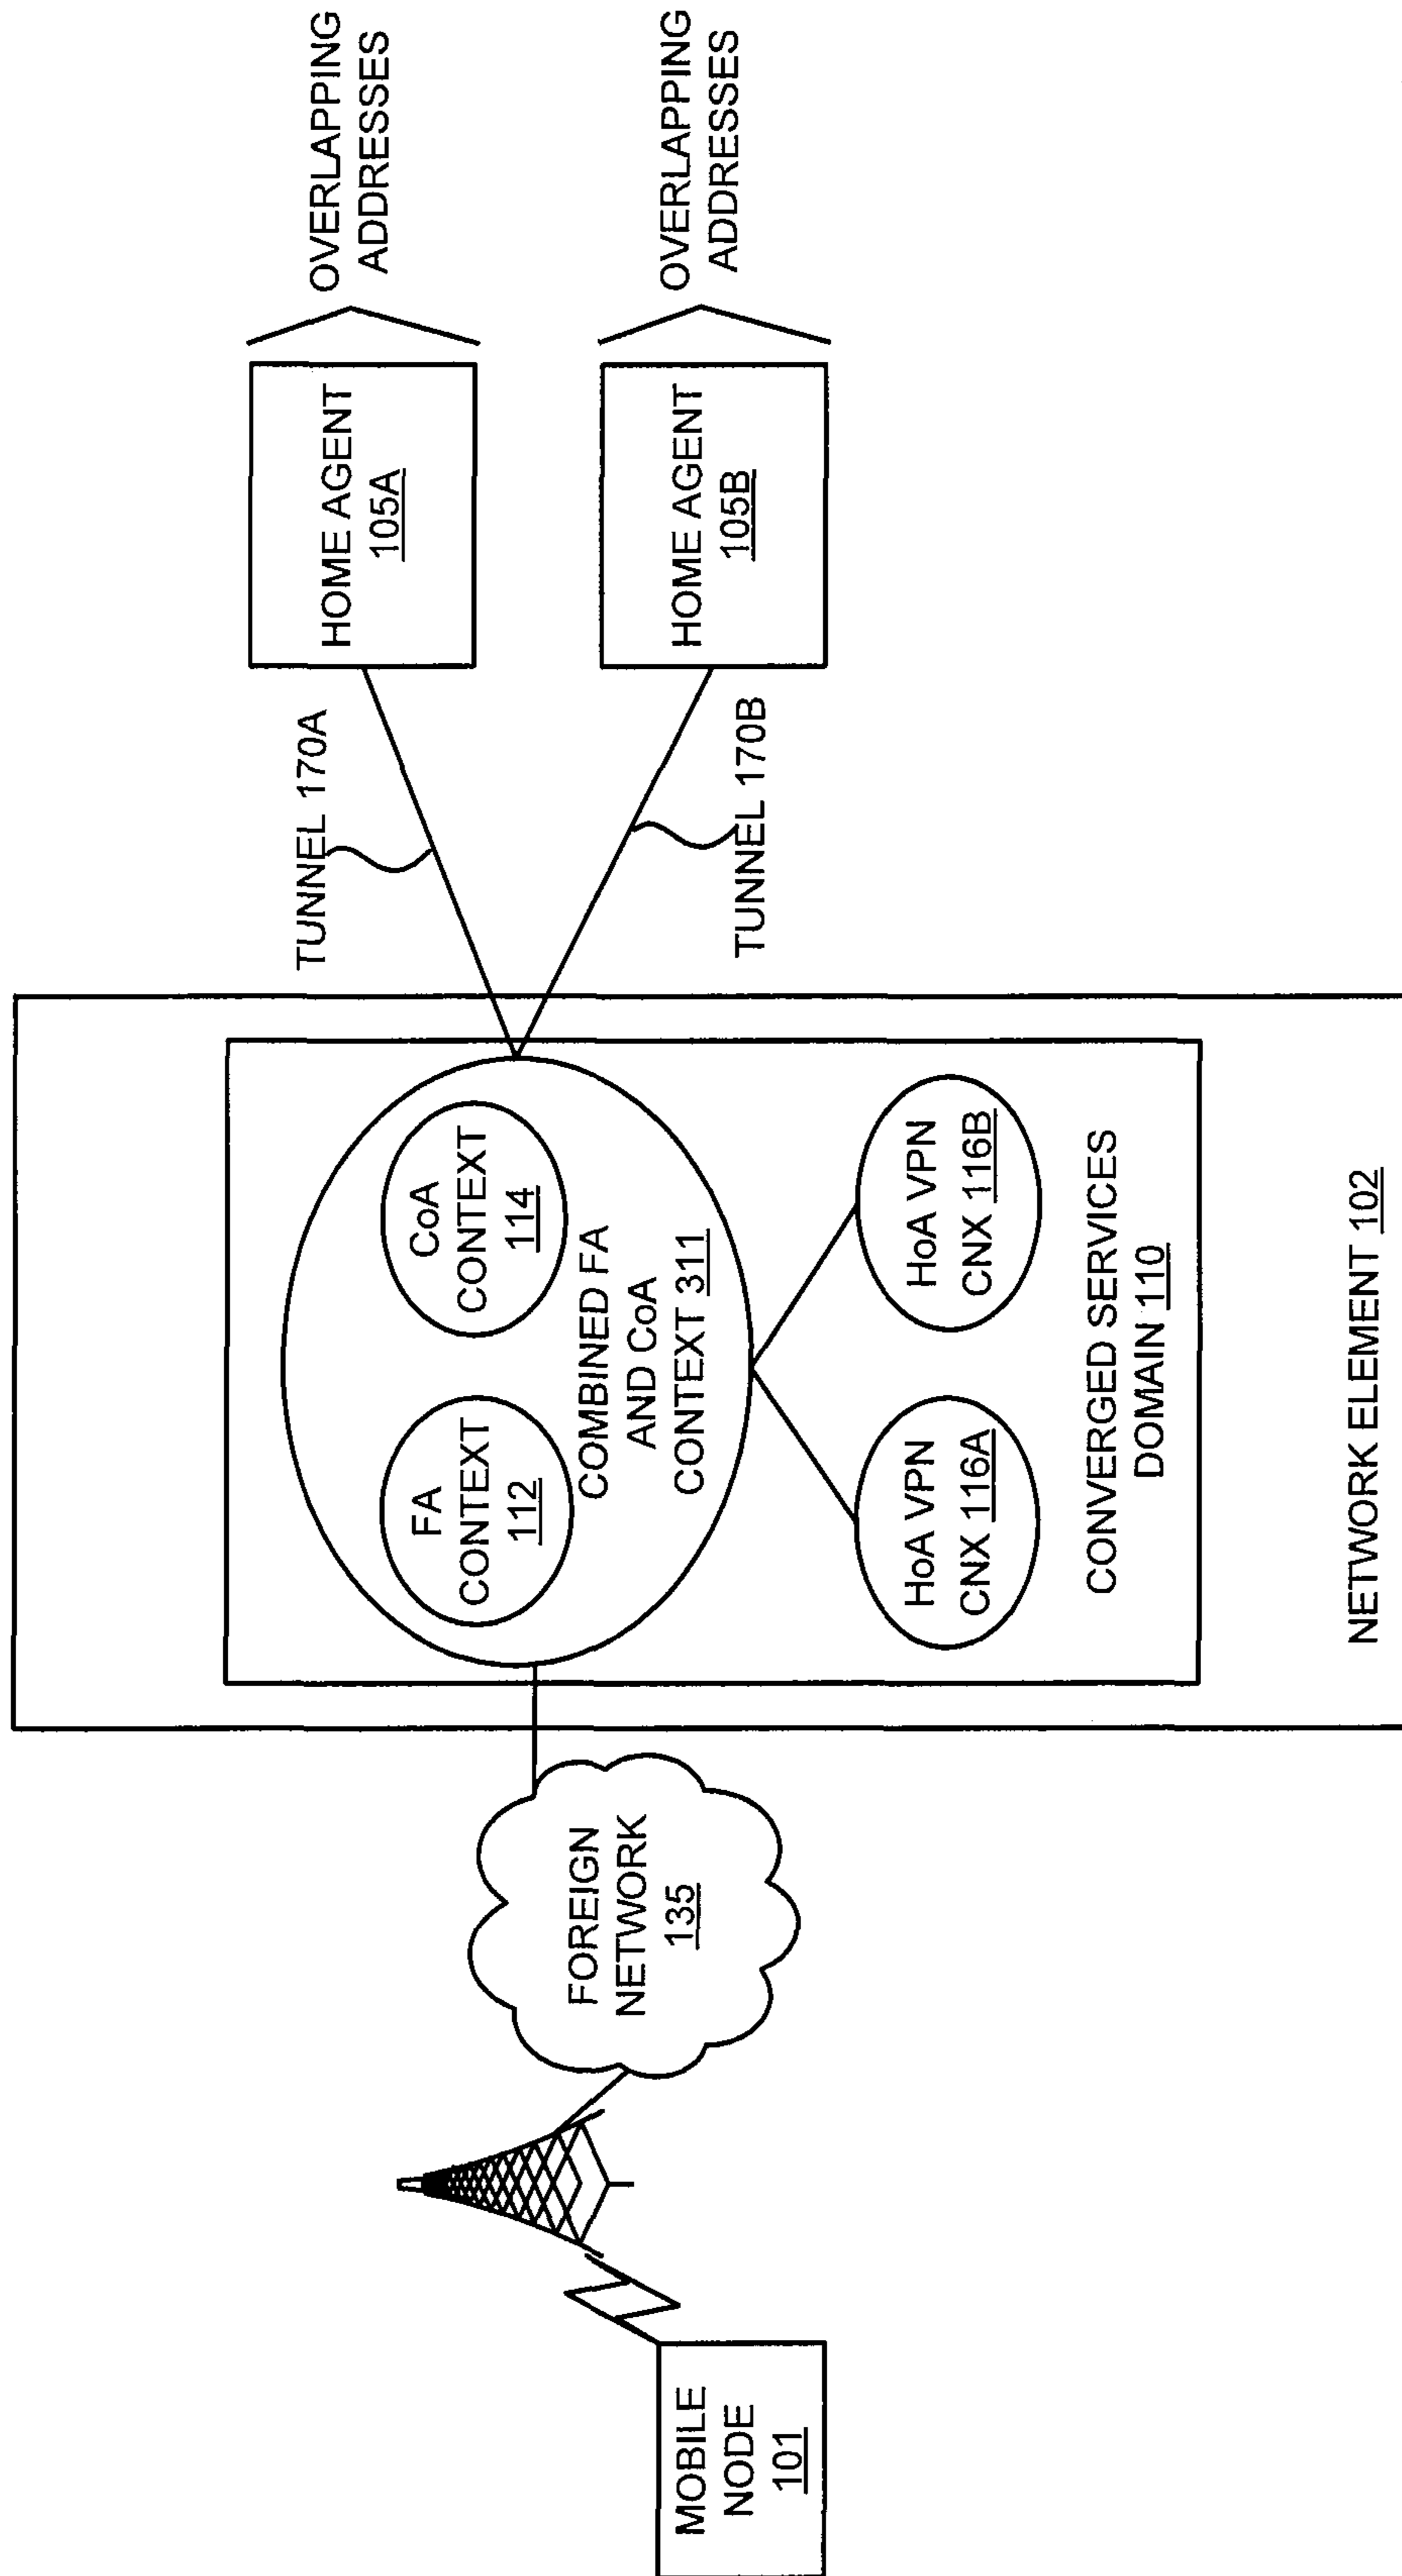 MOBILE
NODE
101
FOREIGN
NETWORK
135
FA
CONTEXT
112
CoA
CONTEXT
114
COMBINED FA
AND CoA
CONTEXT 311
HoA VPN
CNX 116A
HoA VPN
CNX 116B
CONVERGED SERVICES
DOMAIN 110
NETWORK ELEMENT 102
TUNNEL 170A
TUNNEL 170B
HOME AGENT
105A
HOME AGENT
105B
OVERLAPPING
ADDRESSES
OVERLAPPING
ADDRESSES